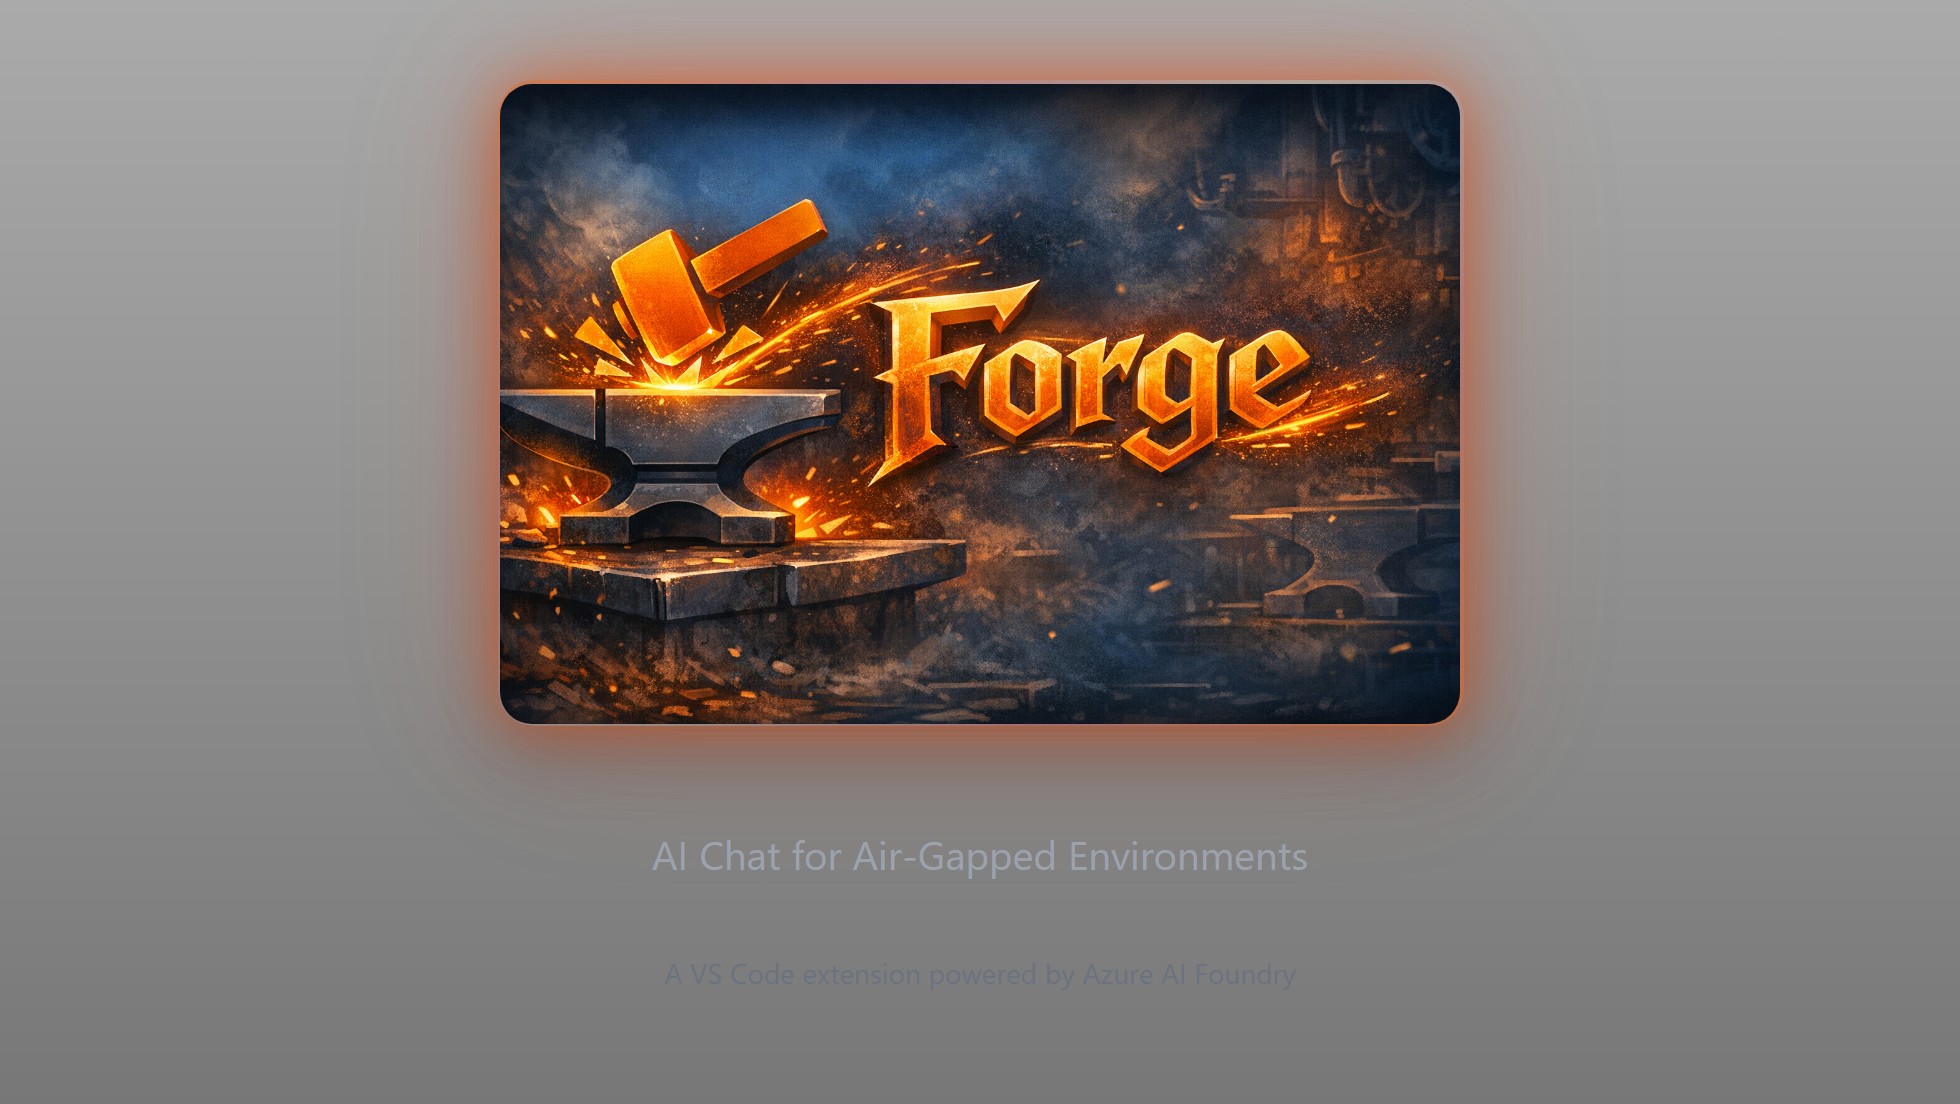 Forge
AI Chat for Air-Gapped Environments
A VS Code extension powered by Azure AI Foundry